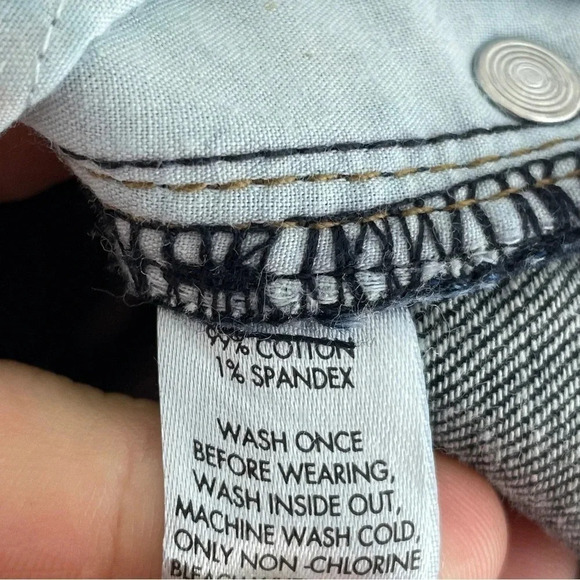 99% COTTON
1% SPANDEX
WASH ONCE
BEFORE WEARING,
WASH INSIDE OUT,
MACHINE WASH COLD,
ONLY NON-CHLORINE